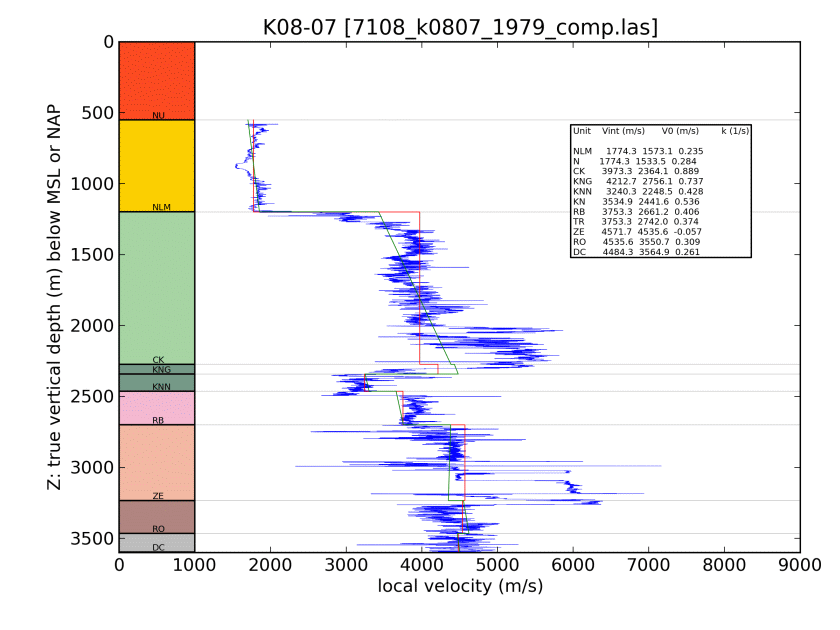 K08-07 [7108_k0807_1979_comp.las]
Z: true vertical depth (m) below MSL or NAP
0
500
1000
1500
2000
2500
3000
3500
NU
NLM
CK
KNG
KNN
RB
ZE
RO
DC
Unit Vint (m/s) V0 (m/s) k (1/s)
NLM 1774.3 1573.1 0.235
N 1774.3 1533.5 0.284
CK 3973.3 2364.1 0.889
KNG 4212.7 2756.1 0.737
KNN 3240.3 2248.5 0.428
KN 3534.9 2441.6 0.536
RB 3753.3 2661.2 0.406
TR 3753.3 2742.0 0.374
ZE 4571.7 4535.6 -0.057
RO 4535.6 3550.7 0.309
DC 4484.3 3564.9 0.261
0 1000 2000 3000 4000 5000 6000 7000 8000 9000
local velocity (m/s)